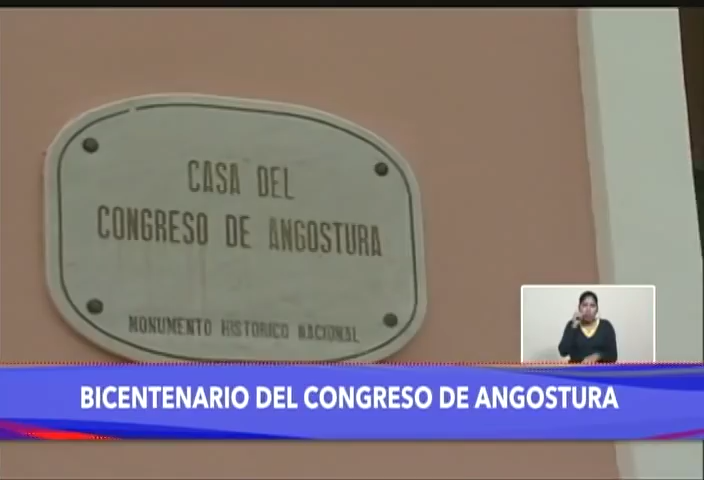 CASA DEL
CONGRESO DE ANGOSTURA
MONUMENTO HISTORICO NACIONAL
BICENTENARIO DEL CONGRESO DE ANGOSTURA